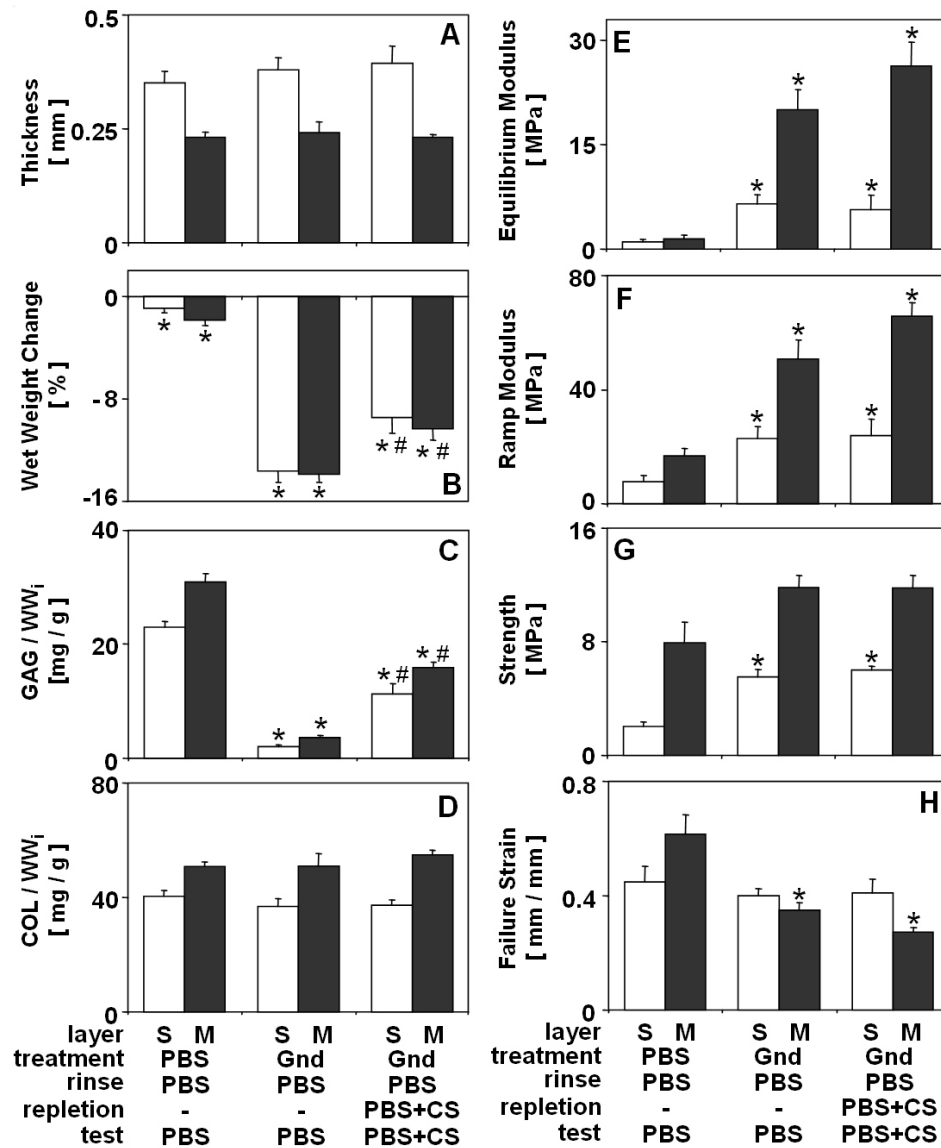 A
Thickness
[ mm ]
0.5
0.25
0
B
Wet Weight Change
[ % ]
0
-8
-16
* * * * *# *#
C
GAG / WWi
[mg / g]
40
20
0
* * *# *#
D
COL / WWi
[ mg / g ]
80
40
0
layer S M S M S M
treatment PBS Gnd Gnd
rinse PBS PBS PBS
repletion - - PBS+CS
test PBS PBS+CS PBS+CS
E
Equilibrium Modulus
[ MPa ]
30
15
0
* * * *
F
Ramp Modulus
[MPa ]
80
40
0
* * * *
G
Strength
[ MPa ]
16
8
0
* *
H
Failure Strain
[ mm / mm ]
0.8
0.4
0
* *
layer S M S M S M
treatment PBS Gnd Gnd
rinse PBS PBS PBS
repletion - - PBS+CS
test PBS PBS PBS+CS